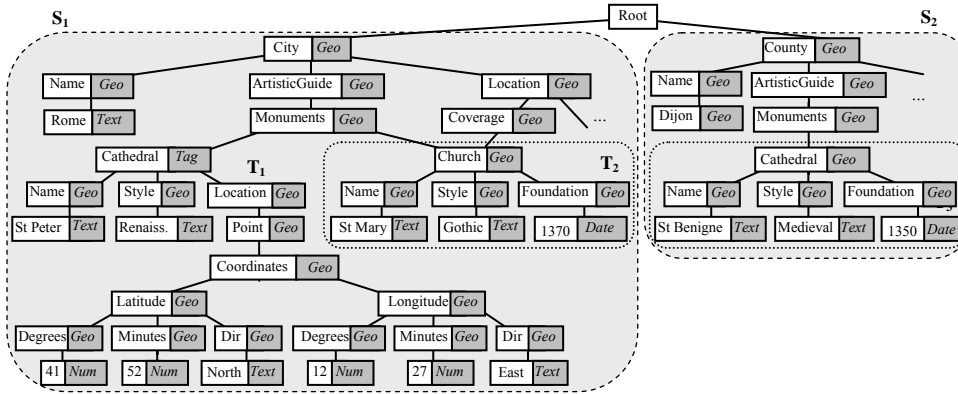 Root
S1
S2
City Geo
County Geo
Name Geo
ArtisticGuide Geo
Location Geo
Name Geo
ArtisticGuide Geo
Rome Text
Monuments Geo
Coverage Geo
...
Dijon Geo
Monuments Geo
...
Cathedral Tag
T1
Church Geo
T2
Cathedral Geo
Name Geo
Style Geo
Location Geo
Name Geo
Style Geo
Foundation Geo
Name Geo
Style Geo
Foundation Geo
St Peter Text
Renaiss. Text
Point Geo
St Mary Text
Gothic Text
1370 Date
St Benigne Text
Medieval Text
1350 Date
Coordinates Geo
Latitude Geo
Longitude Geo
Degrees Geo
Minutes Geo
Dir Geo
Degrees Geo
Minutes Geo
Dir Geo
41 Num
52 Num
North Text
12 Num
27 Num
East Text